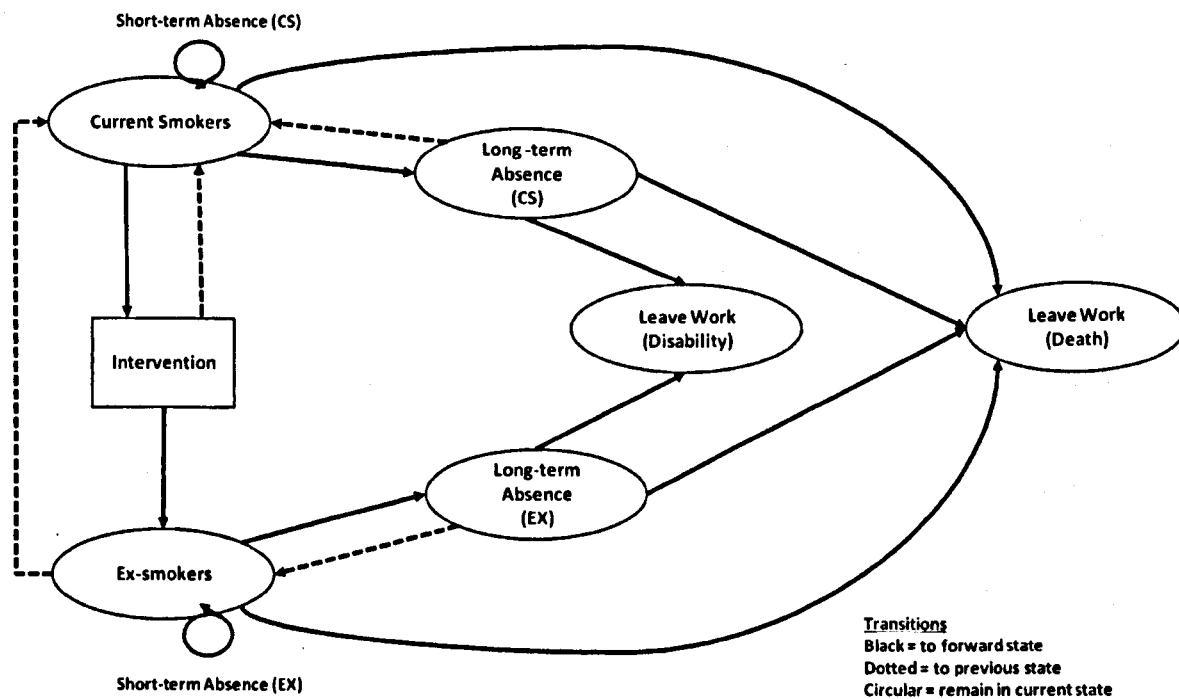 Short-term Absence (CS)
Current Smokers
Long -term
Absence
(CS)
Leave Work
(Disability)
Leave Work
(Death)
Intervention
Long-term
Absence
(EX)
Ex-smokers
Short-term Absence (EX)
Transitions
Black = to forward state
Dotted = to previous state
Circular = remain in current state